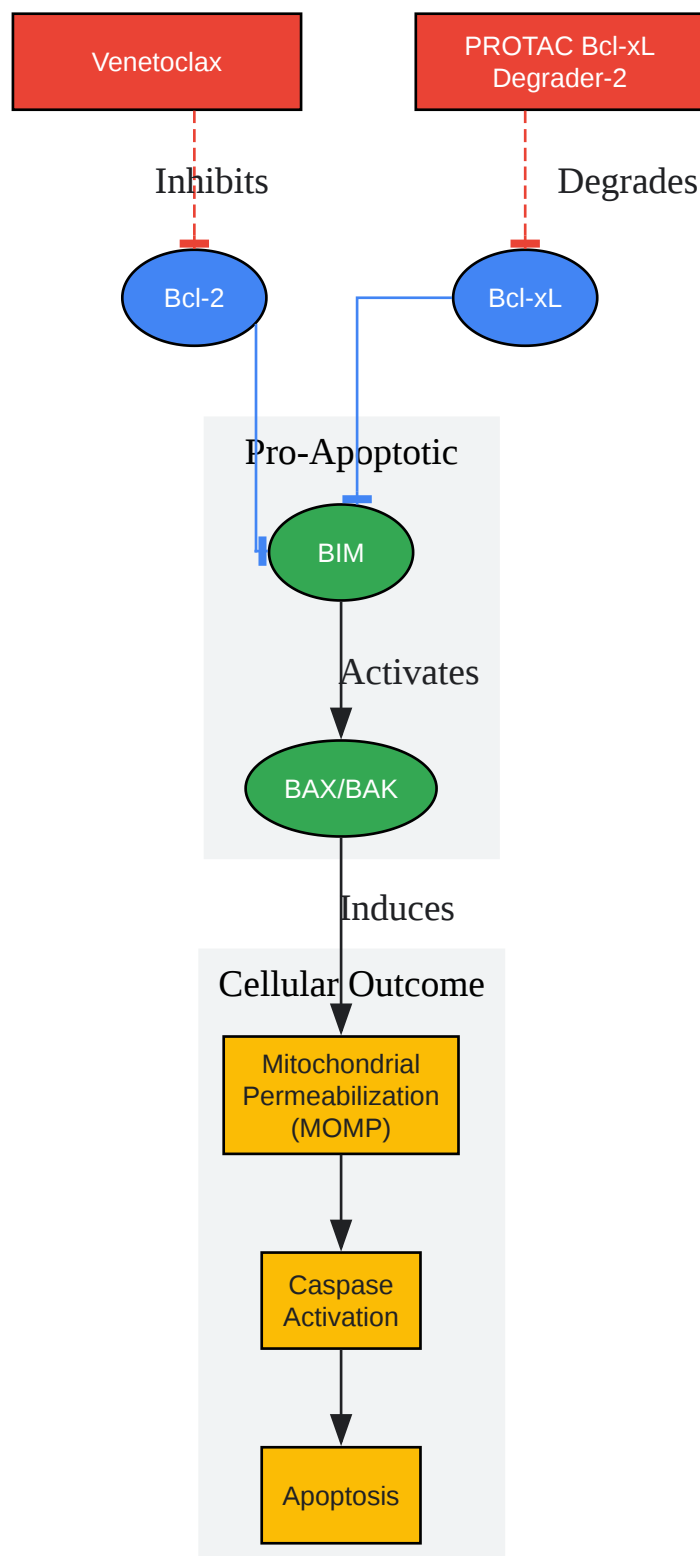 Venetoclax
PROTAC Bcl-xL
Degrader-2
Inhibits
Degrades
Bcl-2
Bcl-xL
Pro-Apoptotic
BIM
Activates
BAX/BAK
Induces
Cellular Outcome
Mitochondrial
Permeabilization
(MOMP)
Caspase
Activation
Apoptosis